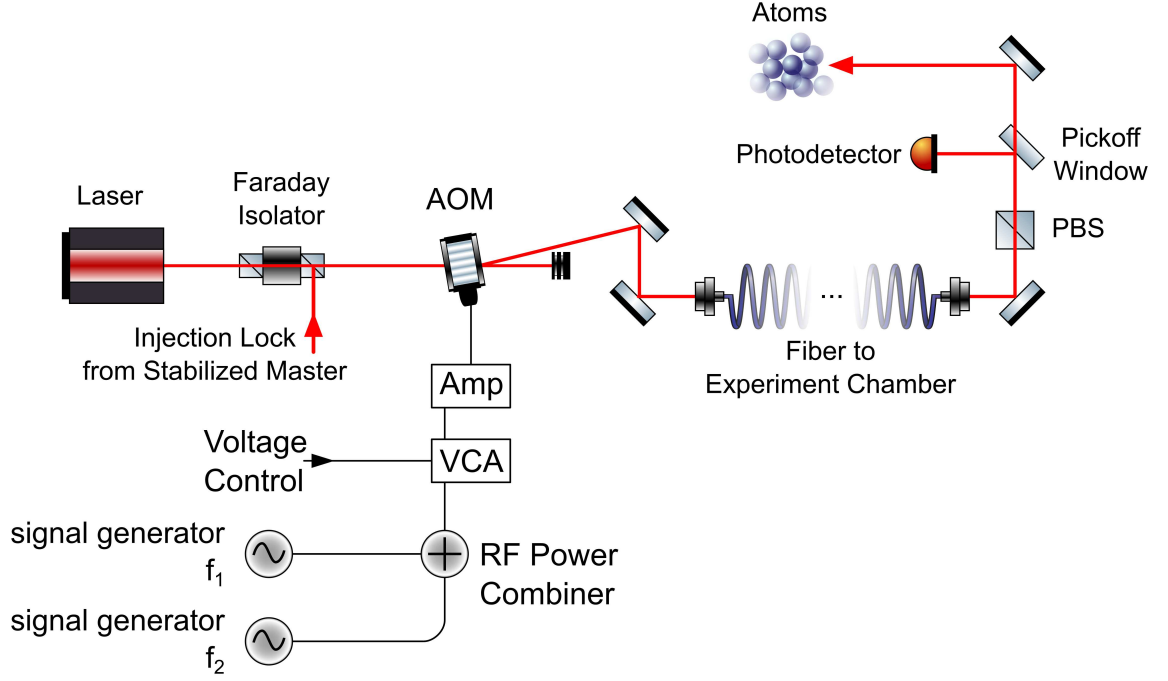 Atoms
Photodetector
Pickoff
Window
PBS
Laser
Faraday
Isolator
AOM
Injection Lock
from Stabilized Master
...
Fiber to
Experiment Chamber
Amp
Voltage
Control
VCA
signal generator
f1
RF Power
Combiner
signal generator
f2